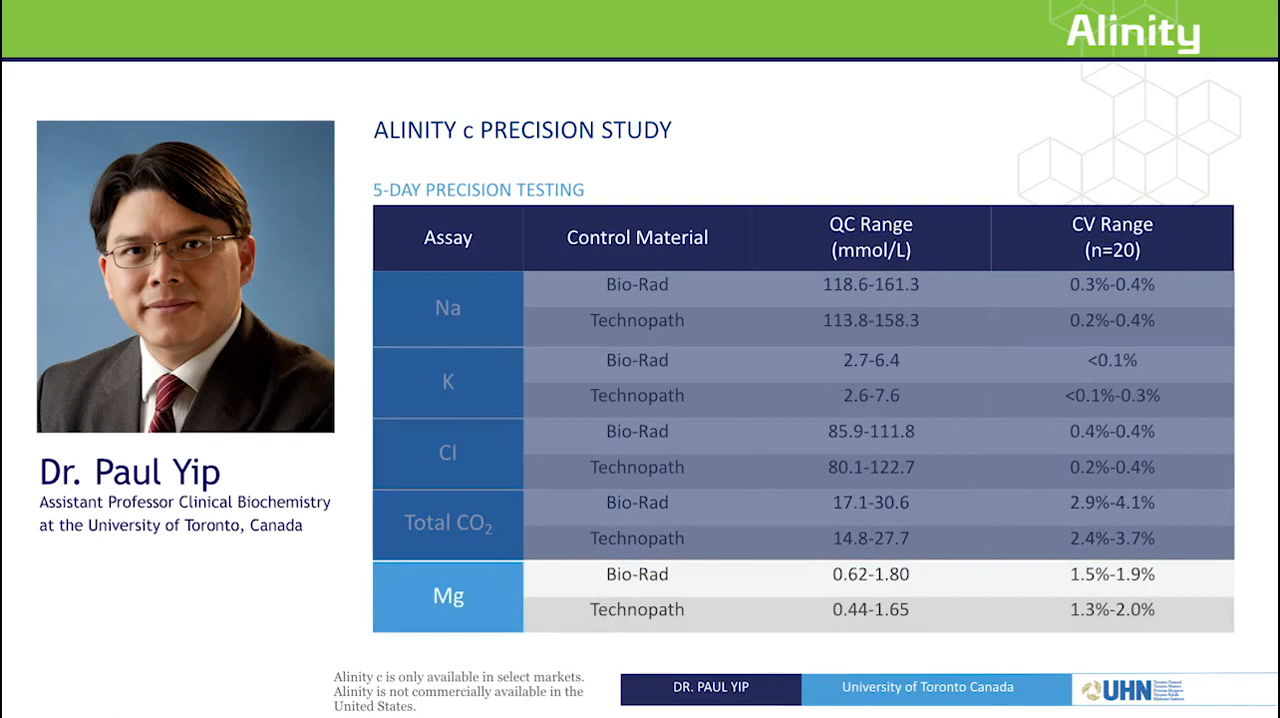 Alinity
ALINITY c PRECISION STUDY
5-DAY PRECISION TESTING
Assay Control Material QC Range (mmol/L) CV Range (n=20)
Na Bio-Rad 118.6-161.3 0.3%-0.4%
Technopath 113.8-158.3 0.2%-0.4%
K Bio-Rad 2.7-6.4 <0.1%
Technopath 2.6-7.6 <0.1%-0.3%
Cl Bio-Rad 85.9-111.8 0.4%-0.4%
Technopath 80.1-122.7 0.2%-0.4%
Total CO₂ Bio-Rad 17.1-30.6 2.9%-4.1%
Technopath 14.8-27.7 2.4%-3.7%
Mg Bio-Rad 0.62-1.80 1.5%-1.9%
Technopath 0.44-1.65 1.3%-2.0%
Dr. Paul Yip
Assistant Professor Clinical Biochemistry
at the University of Toronto, Canada
Alinity c is only available in select markets.
Alinity is not commercially available in the
United States.
DR. PAUL YIP
University of Toronto Canada
UHN